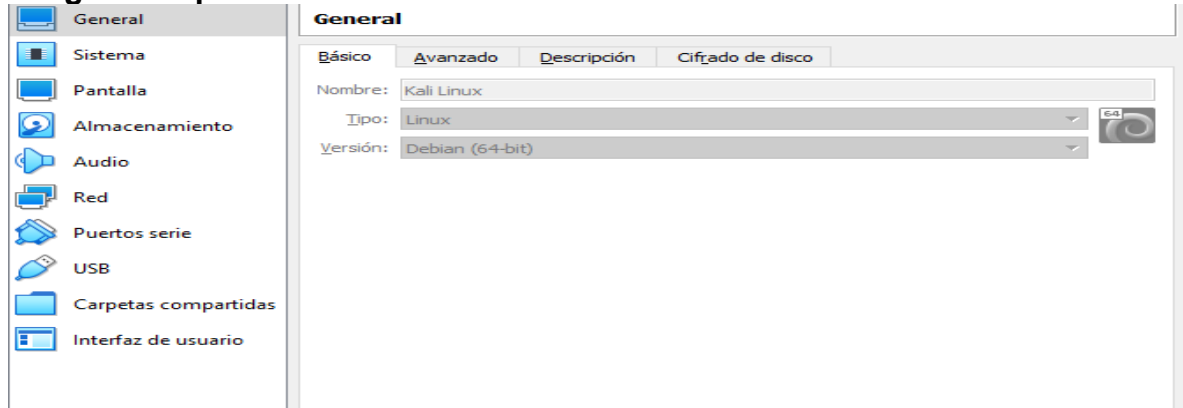 General
Sistema
Pantalla
Almacenamiento
Audio
Red
Puertos serie
USB
Carpetas compartidas
Interfaz de usuario
General
Básico Avanzado Descripción Cifrado de disco
Nombre: Kali Linux
Tipo: Linux
64
Versión: Debian (64-bit)